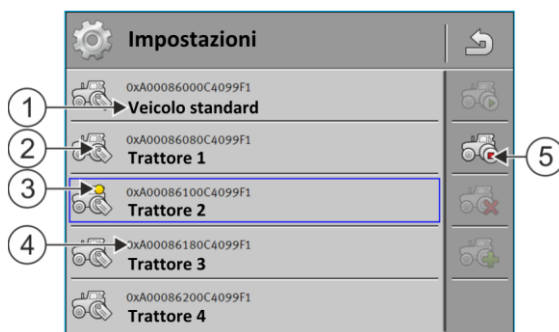 Impostazioni
0xA00086000C4099F1
Veicolo standard
0xA00086080C4099F1
Trattore 1
0xA00086100C4099F1
Trattore 2
0xA00086180C4099F1
Trattore 3
0xA00086200C4099F1
Trattore 4
1
2
3
4
5